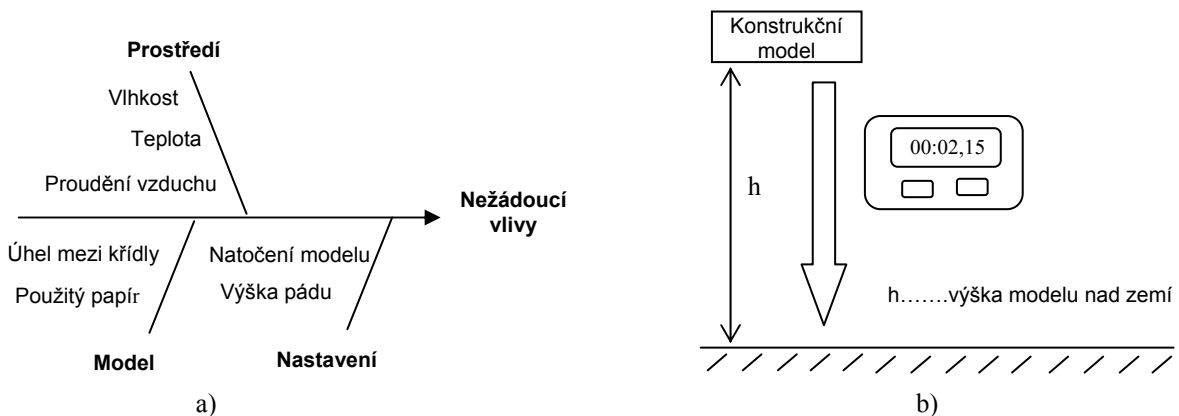 Prostředí
Vlhkost
Teplota
Proudění vzduchu
Nežádoucí
vlivy
Úhel mezi křídly
Použitý papír
Natočení modelu
Výška pádu
Model
Nastavení
a)
Konstrukční
model
00:02,15
h
h.......výška modelu nad zemí
b)